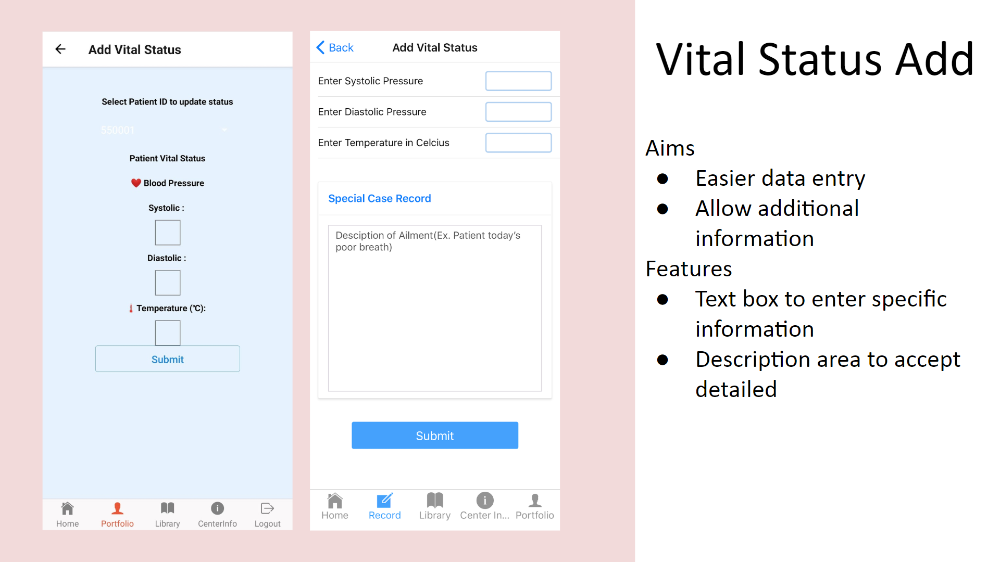 Add Vital Status
Select Patient ID to update status
550001
Patient Vital Status
Blood Pressure
Systolic :
Diastolic :
Temperature (℃):
Submit
Home
Portfolio
Library
CenterInfo
Logout
Back
Add Vital Status
Enter Systolic Pressure
Enter Diastolic Pressure
Enter Temperature in Celcius
Special Case Record
Desciption of Ailment(Ex. Patient today's
poor breath)
Submit
Home
Record
Library
Center In...
Portfolio
Vital Status Add
Aims
● Easier data entry
● Allow additional
information
Features
● Text box to enter specific
information
● Description area to accept
detailed